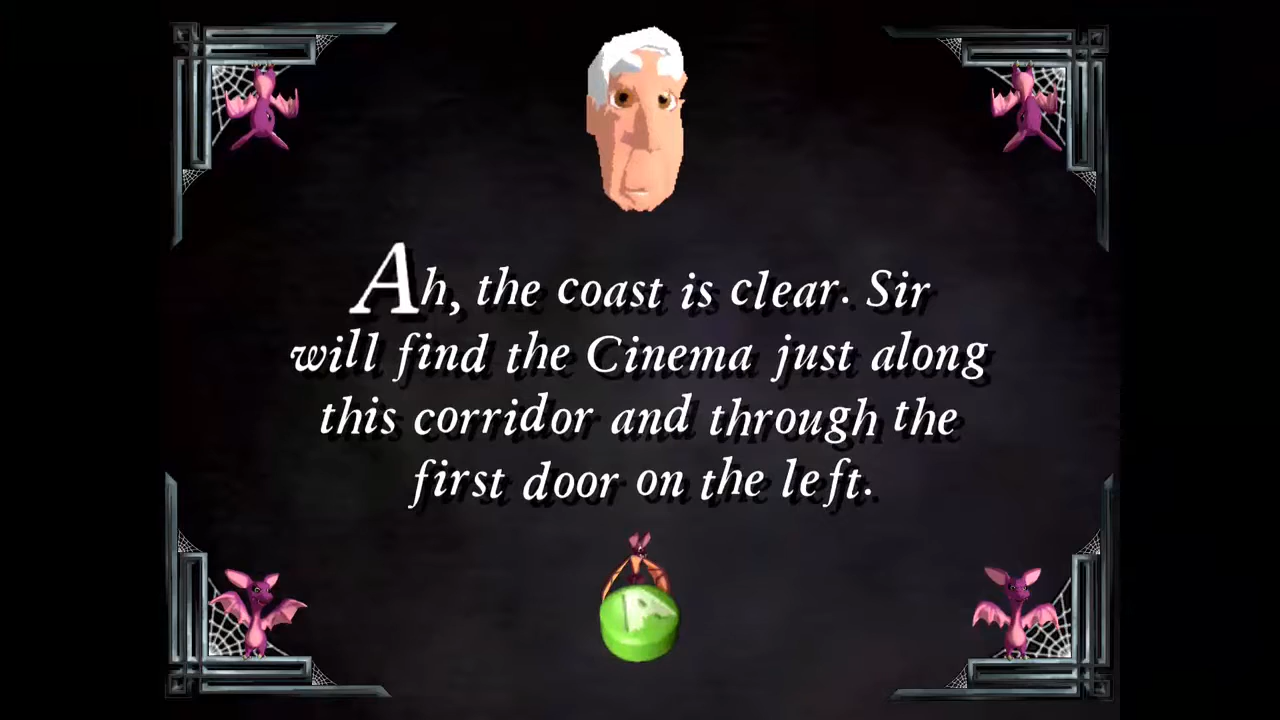 Ah, the coast is clear. Sir
will find the Cinema just along
this corridor and through the
first door on the left.
A